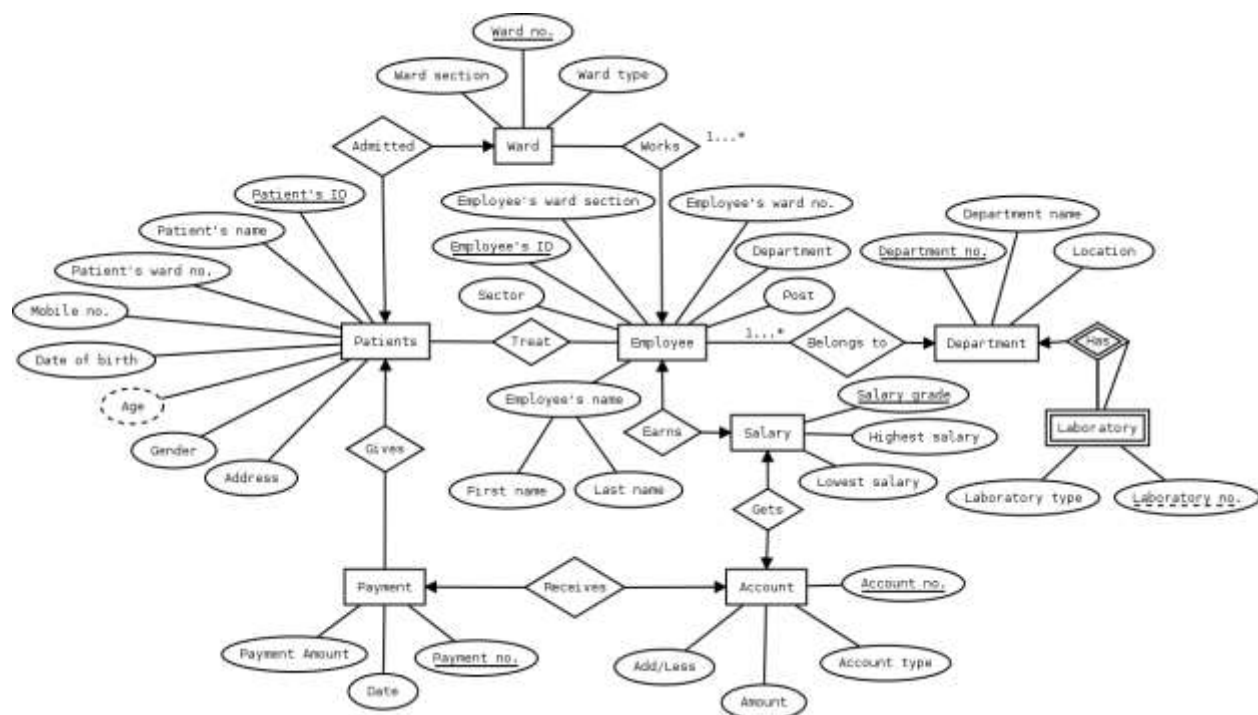 Ward no.
Ward section
Ward type
Admitted
Ward
Works
1...*
Patient's ID
Employee's ward section
Employee's ward no.
Patient's name
Department name
Employee's ID
Department
Department no.
Location
Patient's ward no.
Sector
Post
Mobile no.
Patients
Treat
Employee
1...*
Belongs to
Department
Has
Date of birth
Age
Employee's name
Salary grade
Earns
Salary
Highest salary
Laboratory
Gender
Gives
Address
First name
Last name
Lowest salary
Laboratory type
Laboratory no.
Gets
Payment
Receives
Account
Account no.
Payment Amount
Payment no.
Add/Less
Account type
Date
Amount